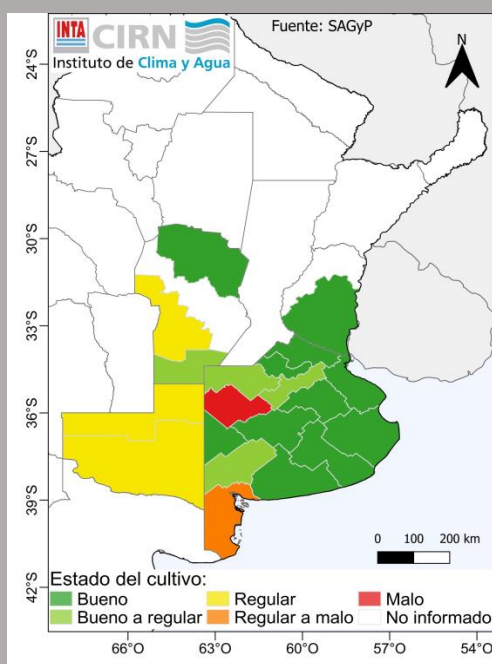 INTA CIRN
Instituto de Clima y Agua
Fuente: SAGyP
N
24°S
27°S
30°S
33°S
36°S
39°S
42°S
66°O 63°O 60°O 57°O 54°O
0 100 200 km
Estado del cultivo:
Bueno Regular Malo
Bueno a regular Regular a malo No informado